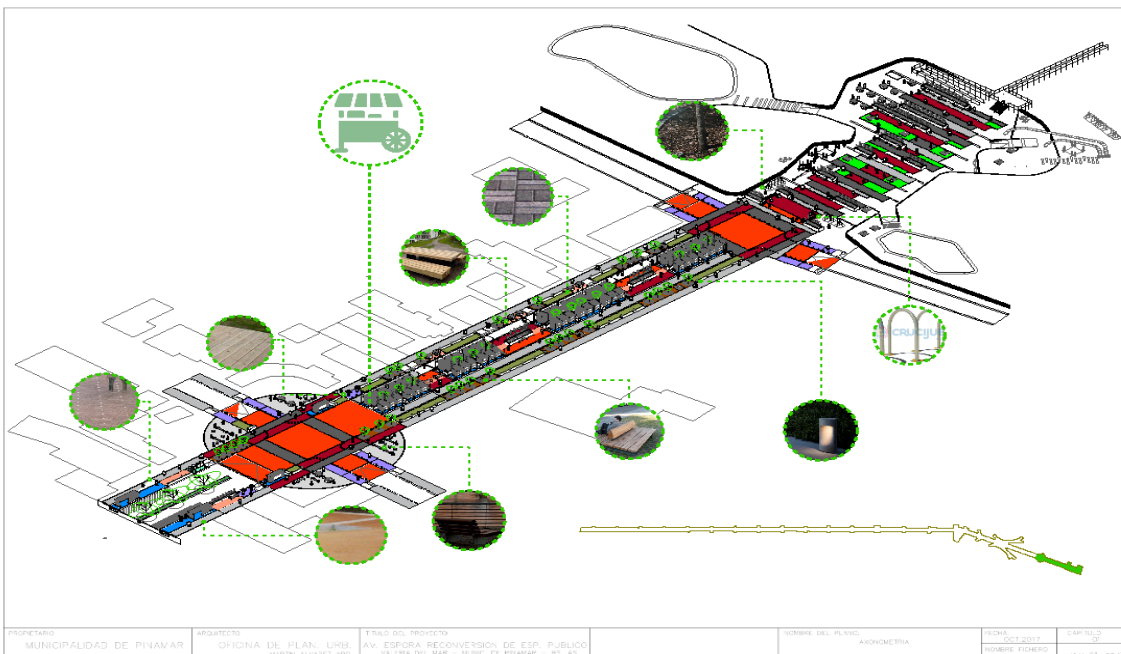 CRUCIJUE
PROPIETARIO
MUNICIPALIDAD DE PINAMAR
ARQUITECTO
OFICINA DE PLAN. URB.
TITULO DEL PROYECTO
AV. ESPORA RECONVERSION DE ESP. PUBLICO
NOMBRE DEL PLANO
AXONOMETRIA
FECHA
OCT.2017
CAPITULO
NOMBRE FICHERO